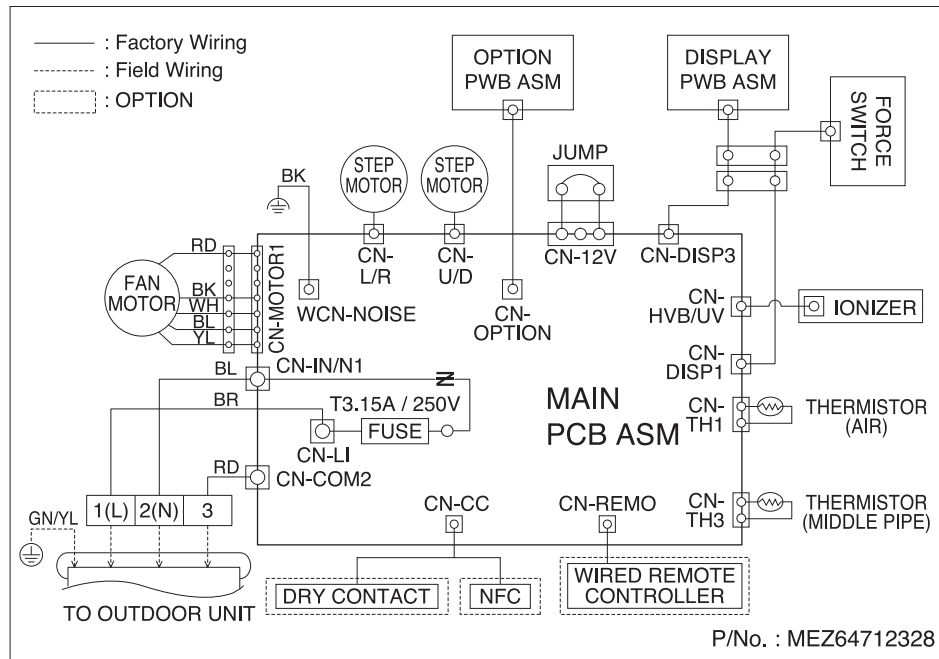 : Factory Wiring
: Field Wiring
: OPTION
OPTION
PWB ASM
DISPLAY
PWB ASM
FORCE
SWITCH
STEP
MOTOR
STEP
MOTOR
JUMP
BK
RD
FAN
MOTOR
BK
WH
BL
YL
CN-MOTOR1
WCN-NOISE
CN-
L/R
CN-
U/D
CN-
OPTION
CN-12V
CN-DISP3
CN-
HVB/UV
IONIZER
CN-
DISP1
BL
CN-IN/N1
N
BR
T3.15A / 250V
FUSE
CN-LI
MAIN
PCB ASM
CN-
TH1
THERMISTOR
(AIR)
RD
CN-COM2
1(L)
2(N)
3
GN/YL
TO OUTDOOR UNIT
CN-CC
CN-REMO
CN-
TH3
THERMISTOR
(MIDDLE PIPE)
DRY CONTACT
NFC
WIRED REMOTE
CONTROLLER
P/No. : MEZ64712328